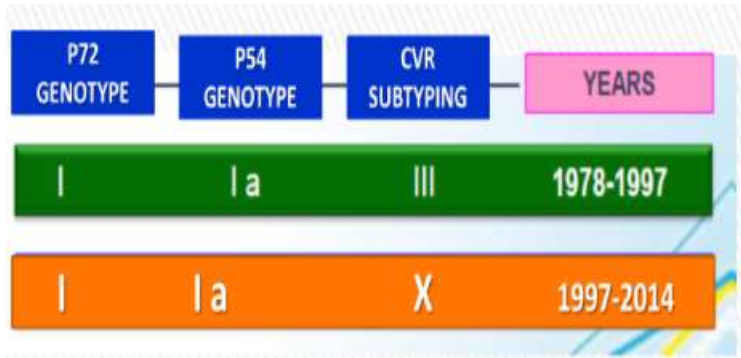 P72 GENOTYPE
P54 GENOTYPE
CVR SUBTYPING
YEARS
I I a III 1978-1997
I I a X 1997-2014